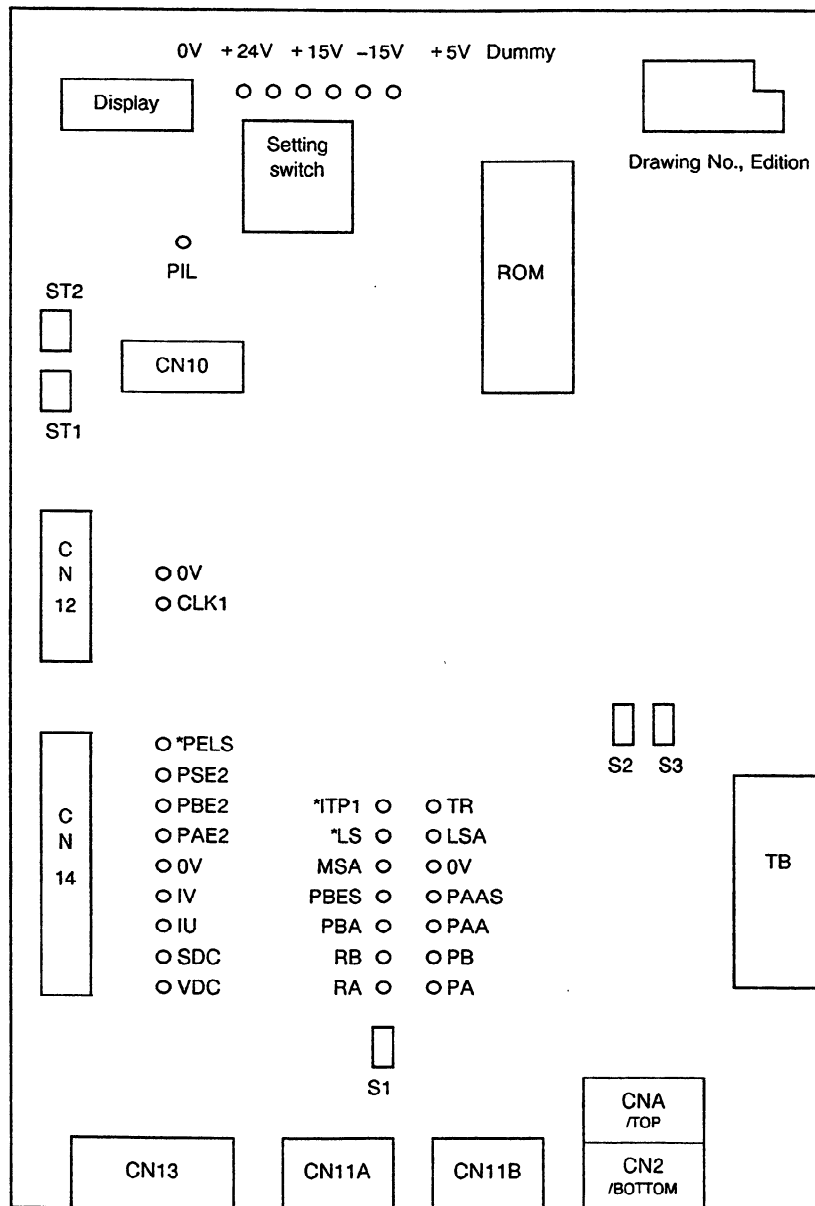 0V +24V +15V –15V +5V Dummy
Display
Setting
switch
Drawing No., Edition
PIL
ROM
ST2
CN10
ST1
C
N
12
0V
CLK1
S2 S3
C
N
14
*PELS
PSE2
PBE2
PAE2
0V
IV
IU
SDC
VDC
*ITP1 TR
*LS LSA
MSA 0V
PBES PAAS
PBA PAA
RB PB
RA PA
TB
S1
CNA
/TOP
CN2
/BOTTOM
CN13
CN11A
CN11B